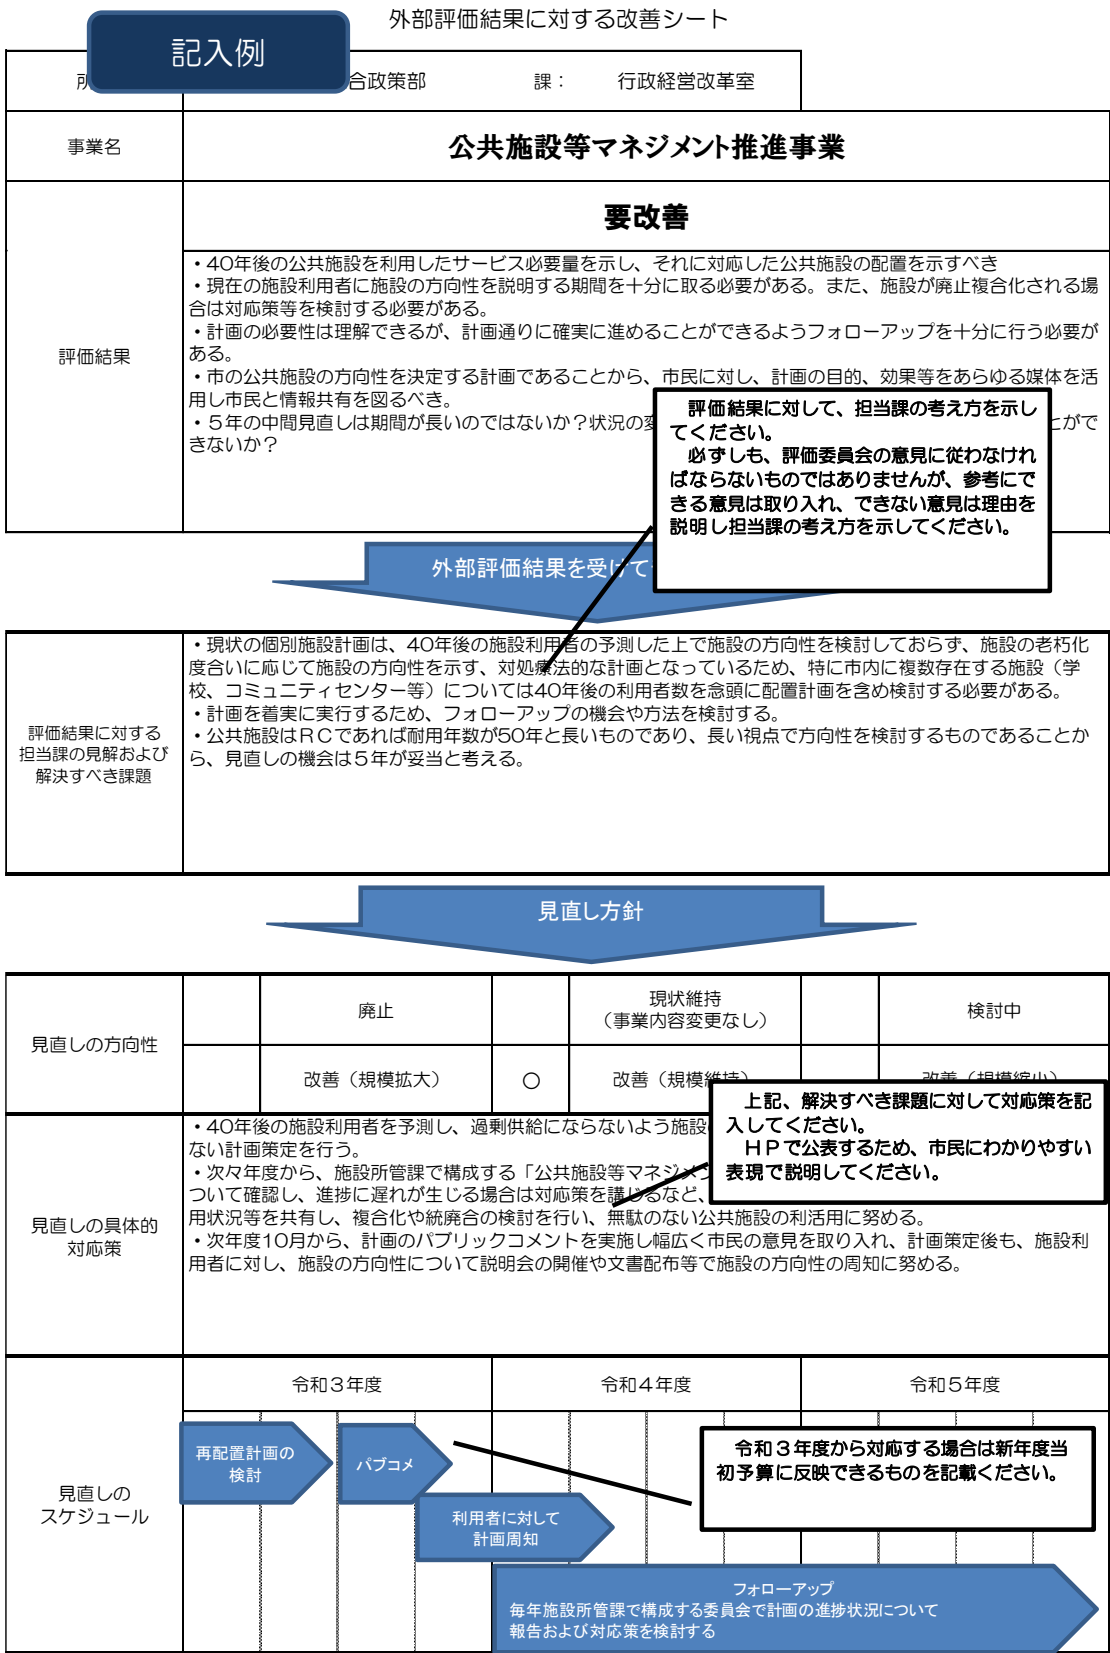 外部評価結果に対する改善シート
記入例
合政策部　　課：　行政経営改革室
事業名
公共施設等マネジメント推進事業
要改善
評価結果
・40年後の公共施設を利用したサービス必要量を示し、それに対応した公共施設の配置を示すべき
・現在の施設利用者に施設の方向性を説明する期間を十分に取る必要がある。また、施設が廃止複合化される場
合は対応策等を検討する必要がある。
・計画の必要性は理解できるが、計画通りに確実に進めることができるようフォローアップを十分に行う必要が
ある。
・市の公共施設の方向性を決定する計画であることから、市民に対し、計画の目的、効果等をあらゆる媒体を活
用し市民と情報共有を図るべき。
・５年の中間見直しは期間が長いのではないか？状況の変
とがで
きないか？
評価結果に対して、担当課の考え方を示し
てください。
必ずしも、評価委員会の意見に従わなけれ
ばならないものではありませんが、参考にで
きる意見は取り入れ、できない意見は理由を
説明し担当課の考え方を示してください。
外部評価結果を受けて
評価結果に対する
担当課の見解および
解決すべき課題
・現状の個別施設計画は、40年後の施設利用者の予測した上で施設の方向性を検討しておらず、施設の老朽化
度合いに応じて施設の方向性を示す、対処療法的な計画となっているため、特に市内に複数存在する施設（学
校、コミュニティセンター等）については40年後の利用者数を念頭に配置計画を含め検討する必要がある。
・計画を着実に実行するため、フォローアップの機会や方法を検討する。
・公共施設はＲＣであれば耐用年数が50年と長いものであり、長い視点で方向性を検討するものであることか
ら、見直しの機会は５年が妥当と考える。
見直し方針
見直しの方向性
廃止
現状維持
（事業内容変更なし）
検討中
改善（規模拡大）
○
改善（規模維持）
改善（規模縮小）
上記、解決すべき課題に対して対応策を記
入してください。
ＨＰで公表するため、市民にわかりやすい
表現で説明してください。
見直しの具体的
対応策
・40年後の施設利用者を予測し、過剰供給にならないよう施設
ない計画策定を行う。
・次々年度から、施設所管課で構成する「公共施設等マネジメン
ついて確認し、進捗に遅れが生じる場合は対応策を講じるなど、
用状況等を共有し、複合化や統廃合の検討を行い、無駄のない公共施設の利活用に努める。
・次年度10月から、計画のパブリックコメントを実施し幅広く市民の意見を取り入れ、計画策定後も、施設利
用者に対し、施設の方向性について説明会の開催や文書配布等で施設の方向性の周知に努める。
見直しの
スケジュール
令和３年度
令和４年度
令和５年度
再配置計画の
検討
パブコメ
令和３年度から対応する場合は新年度当
初予算に反映できるものを記載ください。
利用者に対して
計画周知
フォローアップ
毎年施設所管課で構成する委員会で計画の進捗状況について
報告および対応策を検討する